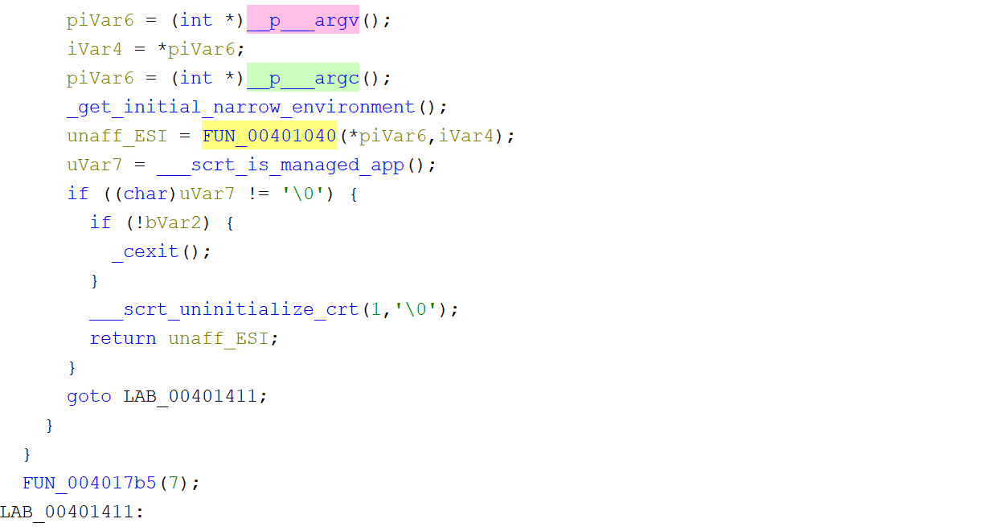 piVar6 = (int *)__p___argv();
iVar4 = *piVar6;
piVar6 = (int *)__p___argc();
_get_initial_narrow_environment();
unaff_ESI = FUN_00401040(*piVar6,iVar4);
uVar7 = ___scrt_is_managed_app();
if ((char)uVar7 != '\0') {
if (!bVar2) {
_cexit();
}
___scrt_uninitialize_crt(1,'\0');
return unaff_ESI;
}
goto LAB_00401411;
}
}
FUN_004017b5(7);
LAB_00401411: